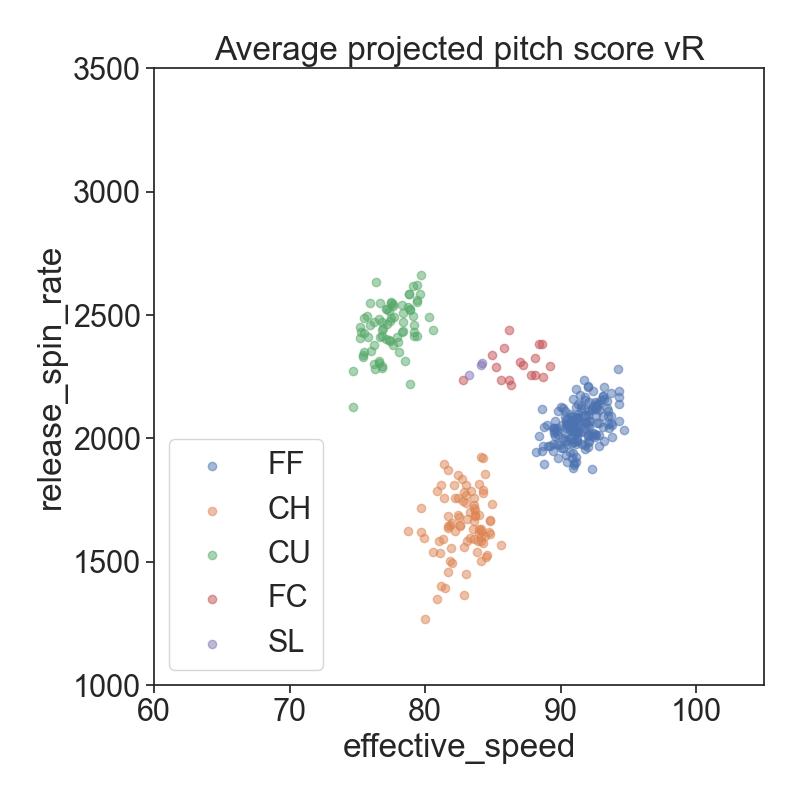 Average projected pitch score vR
3500
3000
2500
2000
1500
1000
release_spin_rate
FF
CH
CU
FC
SL
60
70
80
90
100
effective_speed